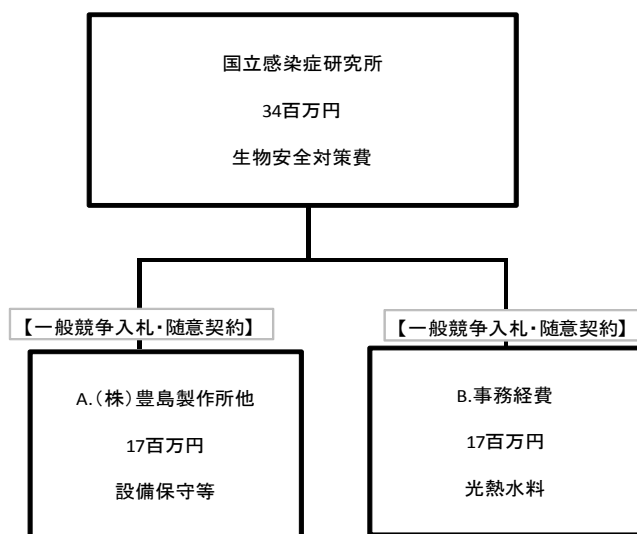 国立感染症研究所
34百万円
生物安全対策費
【一般競争入札・随意契約】
A.(株)豊島製作所他
17百万円
設備保守等
【一般競争入札・随意契約】
B.事務経費
17百万円
光熱水料